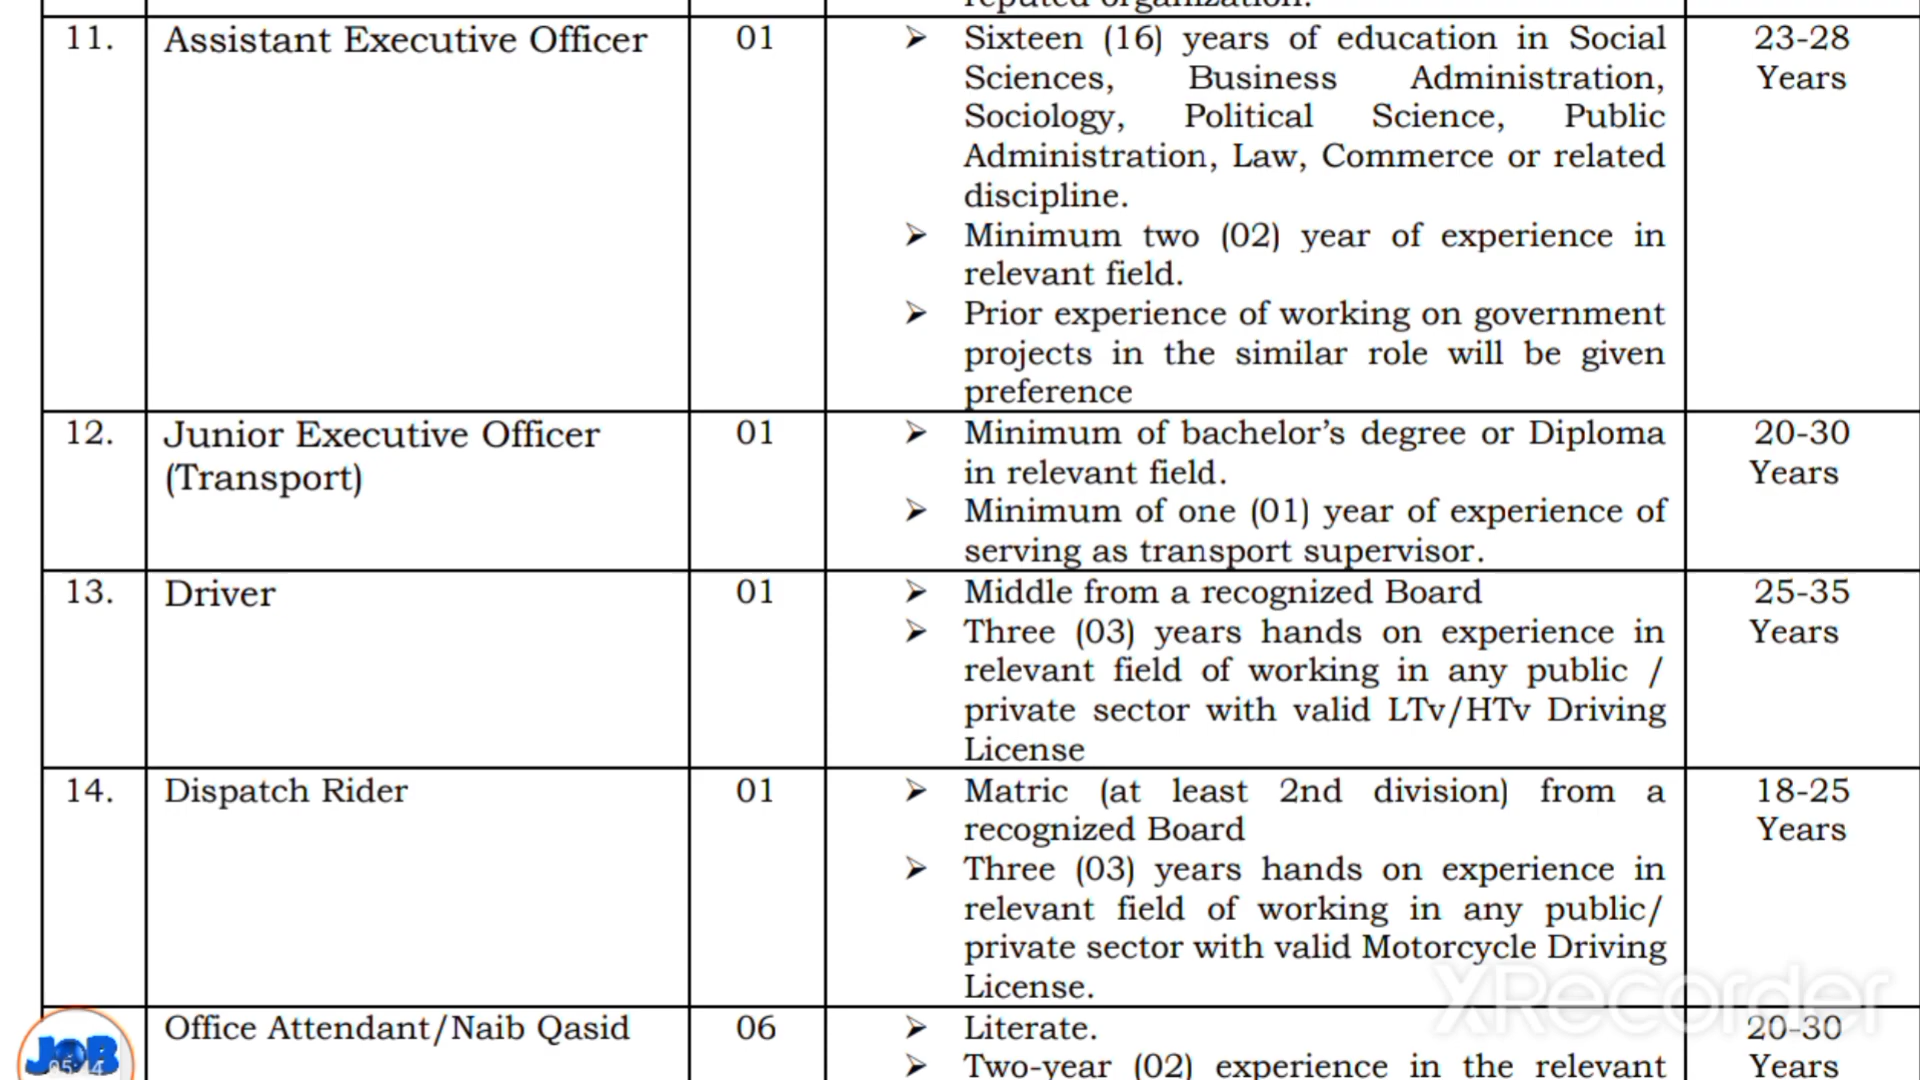 reputed organization.
11. Assistant Executive Officer 01 ➢ Sixteen (16) years of education in Social 23-28
Sciences, Business Administration, Years
Sociology, Political Science, Public
Administration, Law, Commerce or related
discipline.
➢ Minimum two (02) year of experience in
relevant field.
➢ Prior experience of working on government
projects in the similar role will be given
preference
12. Junior Executive Officer 01 ➢ Minimum of bachelor’s degree or Diploma 20-30
(Transport) in relevant field. Years
➢ Minimum of one (01) year of experience of
serving as transport supervisor.
13. Driver 01 ➢ Middle from a recognized Board 25-35
➢ Three (03) years hands on experience in Years
relevant field of working in any public /
private sector with valid LTv/HTv Driving
License
14. Dispatch Rider 01 ➢ Matric (at least 2nd division) from a 18-25
recognized Board Years
➢ Three (03) years hands on experience in
relevant field of working in any public/
private sector with valid Motorcycle Driving
License.
XRecorder
Office Attendant/Naib Qasid 06 ➢ Literate. 20-30
➢ Two-year (02) experience in the relevant Years
JOB
05:44